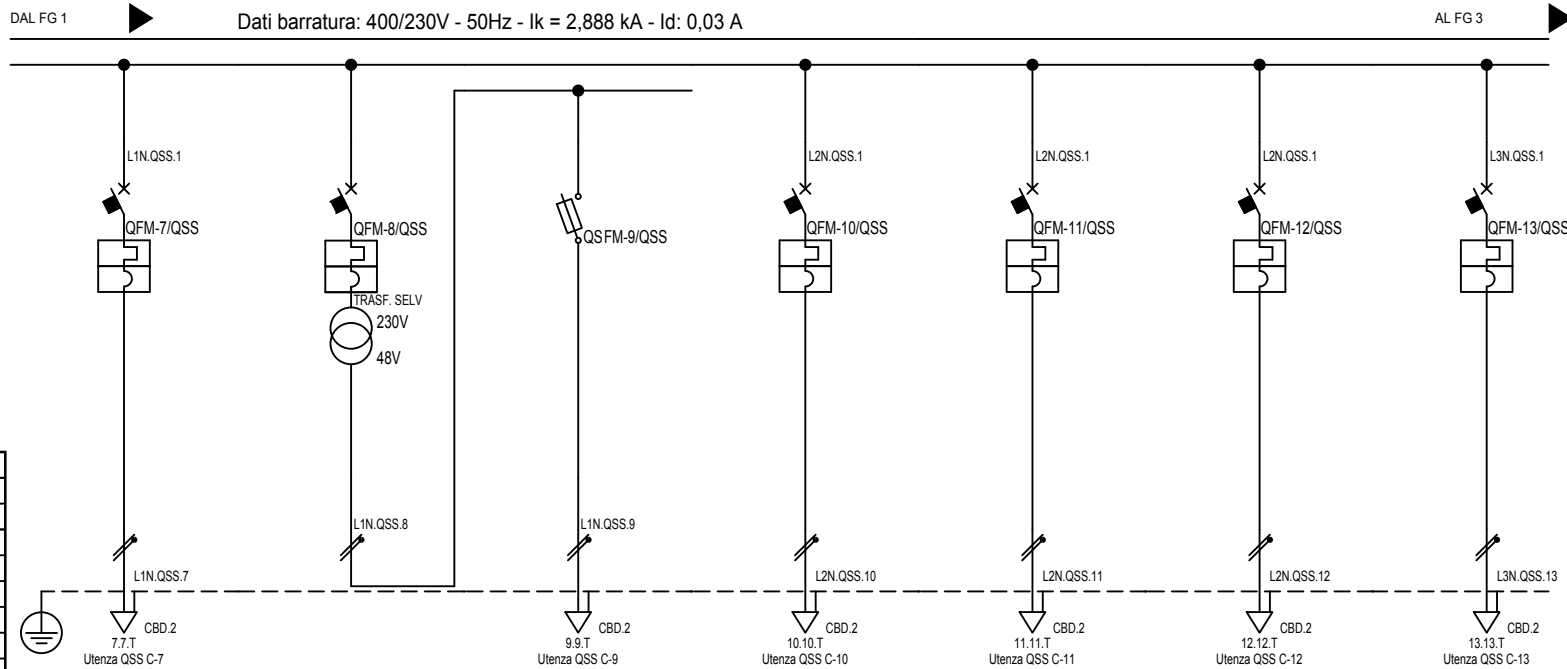 DAL FG 1
Dati barratura: 400/230V - 50Hz - Ik = 2,888 kA - Id: 0,03 A
AL FG 3
L1N.QSS.1
L2N.QSS.1
L2N.QSS.1
L2N.QSS.1
L3N.QSS.1
QFM-7/QSS
QFM-8/QSS
QSFM-9/QSS
QFM-10/QSS
QFM-11/QSS
QFM-12/QSS
QFM-13/QSS
TRASF. SELV
230V
48V
L1N.QSS.8
L1N.QSS.9
L1N.QSS.7
L2N.QSS.10
L2N.QSS.11
L2N.QSS.12
L3N.QSS.13
CBD.2
CBD.2
CBD.2
CBD.2
CBD.2
CBD.2
7.7.T
9.9.T
10.10.T
11.11.T
12.12.T
13.13.T
Utenza QSS C-7
Utenza QSS C-9
Utenza QSS C-10
Utenza QSS C-11
Utenza QSS C-12
Utenza QSS C-13